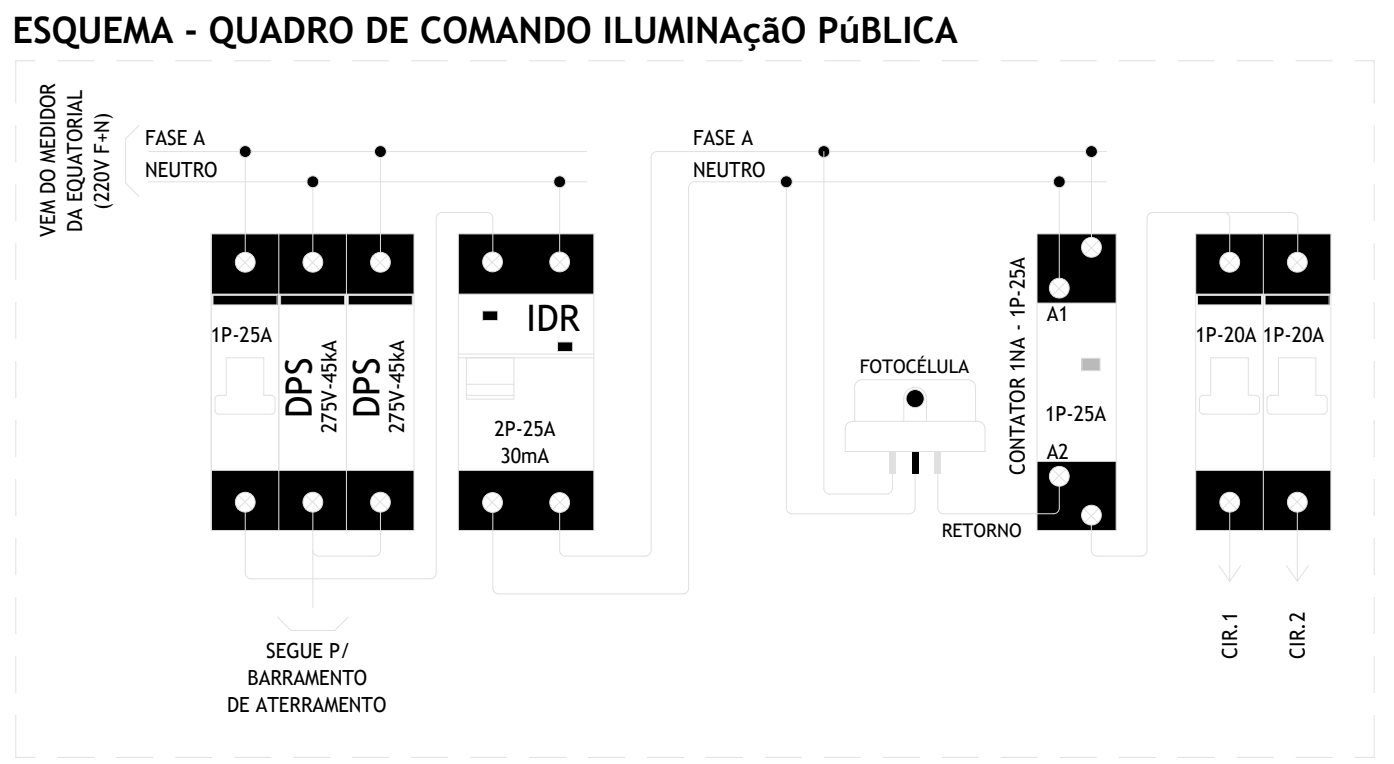 ESQUEMA - QUADRO DE COMANDO ILUMINAçãO PúBLICA
VEM DO MEDIDOR
DA EQUATORIAL
(220V F+N)
FASE A
NEUTRO
1P-25A
DPS
275V-45kA
DPS
275V-45kA
IDR
2P-25A
30mA
SEGUE P/
BARRAMENTO
DE ATERRAMENTO
FASE A
NEUTRO
FOTOCÉLULA
RETORNO
CONTATOR 1NA - 1P-25A
A1
1P-25A
A2
1P-20A
1P-20A
CIR.1
CIR.2